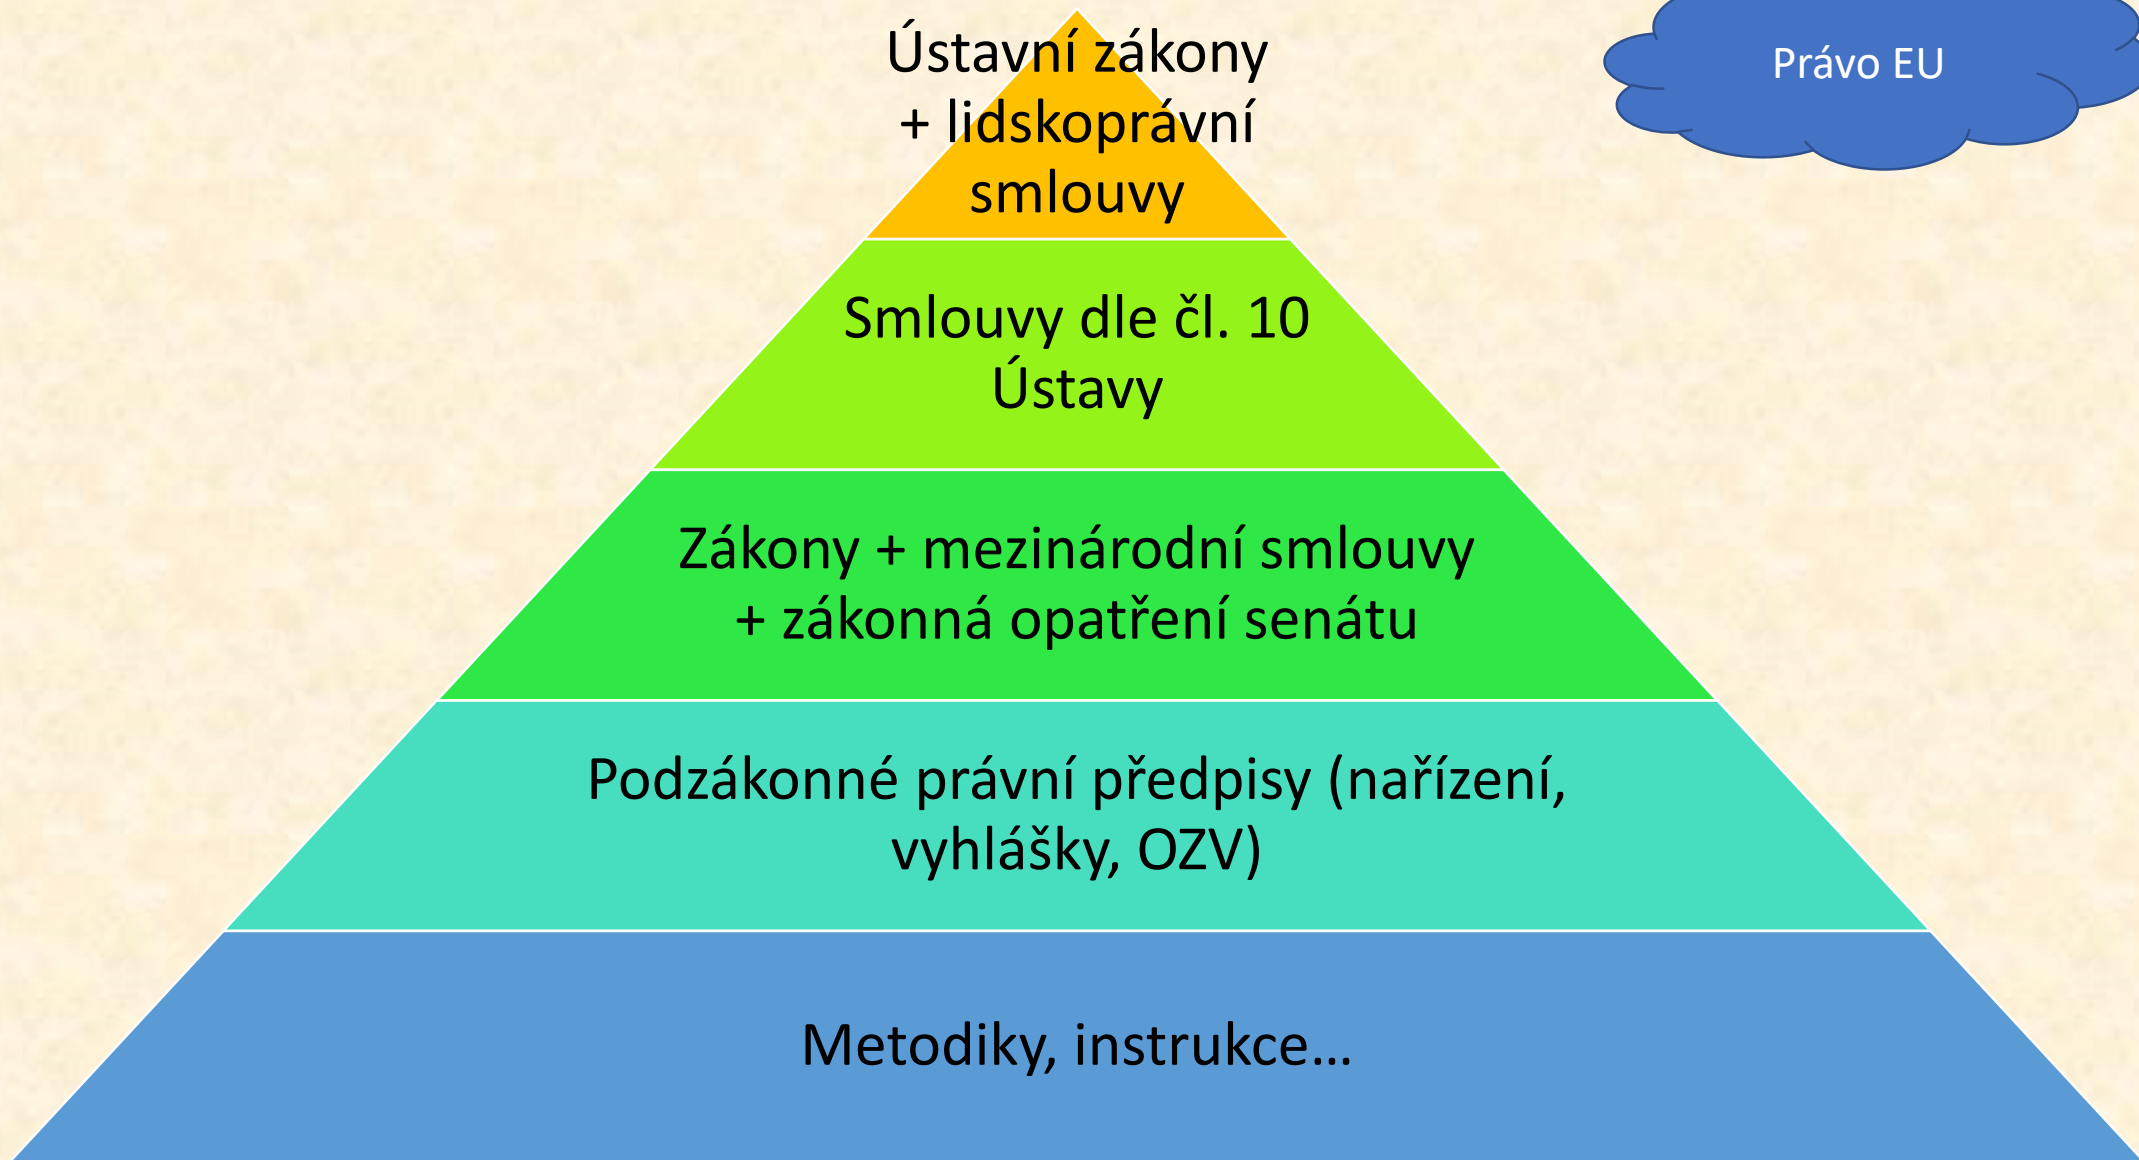 Ústavní zákony
+ lidskoprávní
smlouvy
Právo EU
Smlouvy dle čl. 10
Ústavy
Zákony + mezinárodní smlouvy
+ zákonná opatření senátu
Podzákonné právní předpisy (nařízení,
vyhlášky, OZV)
Metodiky, instrukce…